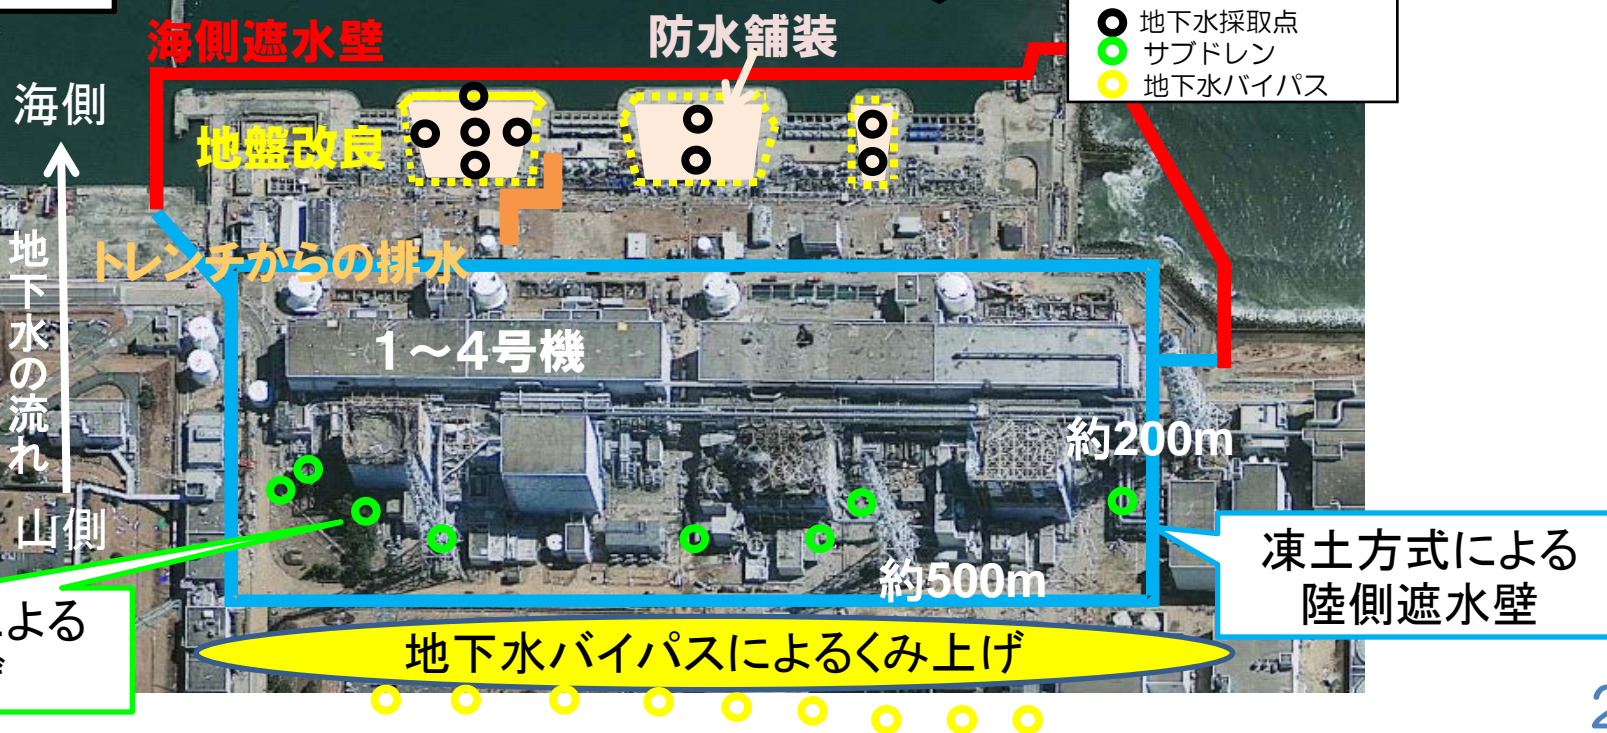 海側遮水壁
防水舗装
地下水採取点
サブドレン
地下水バイパス
海側
地盤改良
地下水の流れ
トレンチからの排水
1~4号機
約200m
山側
約500m
凍土方式による
陸側遮水壁
よる
地下水バイパスによるくみ上げ
2